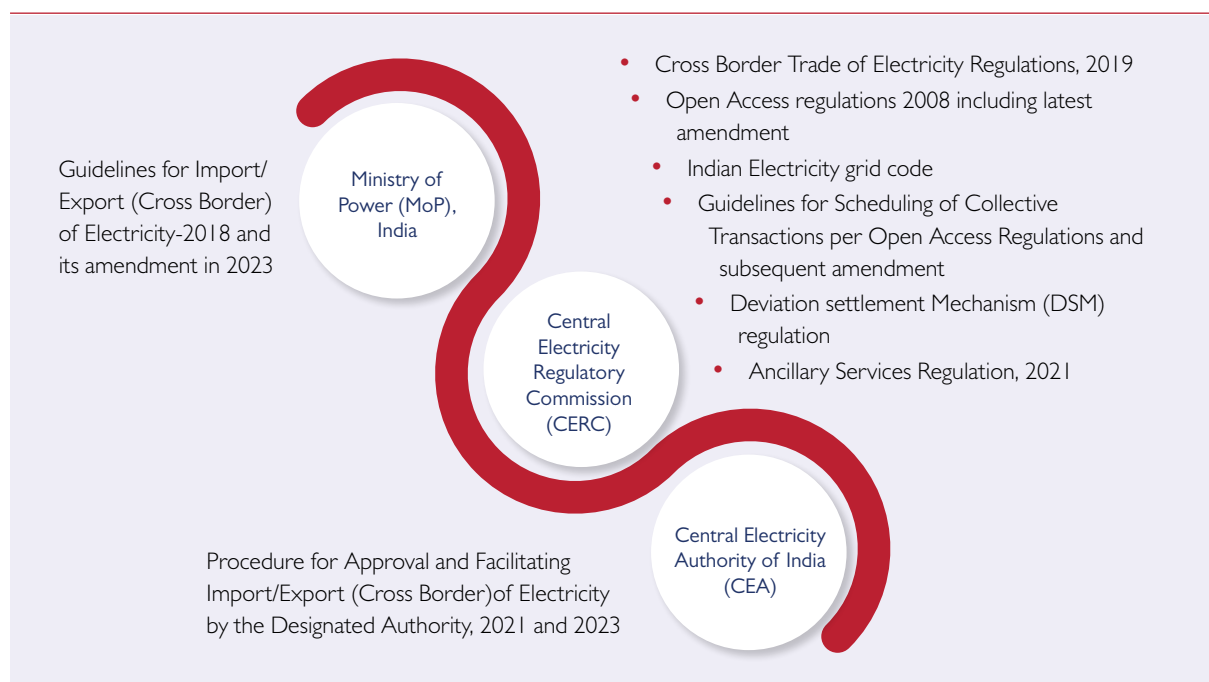 Guidelines for Import/
Export (Cross Border)
of Electricity-2018 and
its amendment in 2023
Ministry of
Power (MoP),
India
• Cross Border Trade of Electricity Regulations, 2019
• Open Access regulations 2008 including latest
amendment
• Indian Electricity grid code
• Guidelines for Scheduling of Collective
Transactions per Open Access Regulations and
subsequent amendment
• Deviation settlement Mechanism (DSM)
regulation
• Ancillary Services Regulation, 2021
Central
Electricity
Regulatory
Commission
(CERC)
Procedure for Approval and Facilitating
Import/Export (Cross Border)of Electricity
by the Designated Authority, 2021 and 2023
Central Electricity
Authority of India
(CEA)